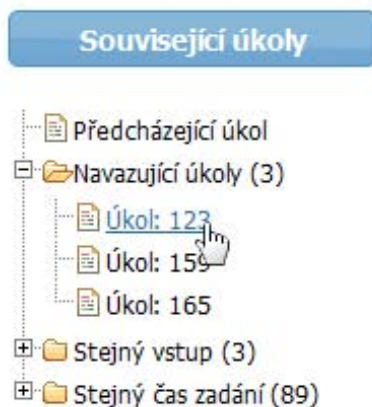 Související úkoly
Předcházející úkol
Navazující úkoly (3)
Úkol: 123
Úkol: 159
Úkol: 165
Stejný vstup (3)
Stejný čas zadání (89)